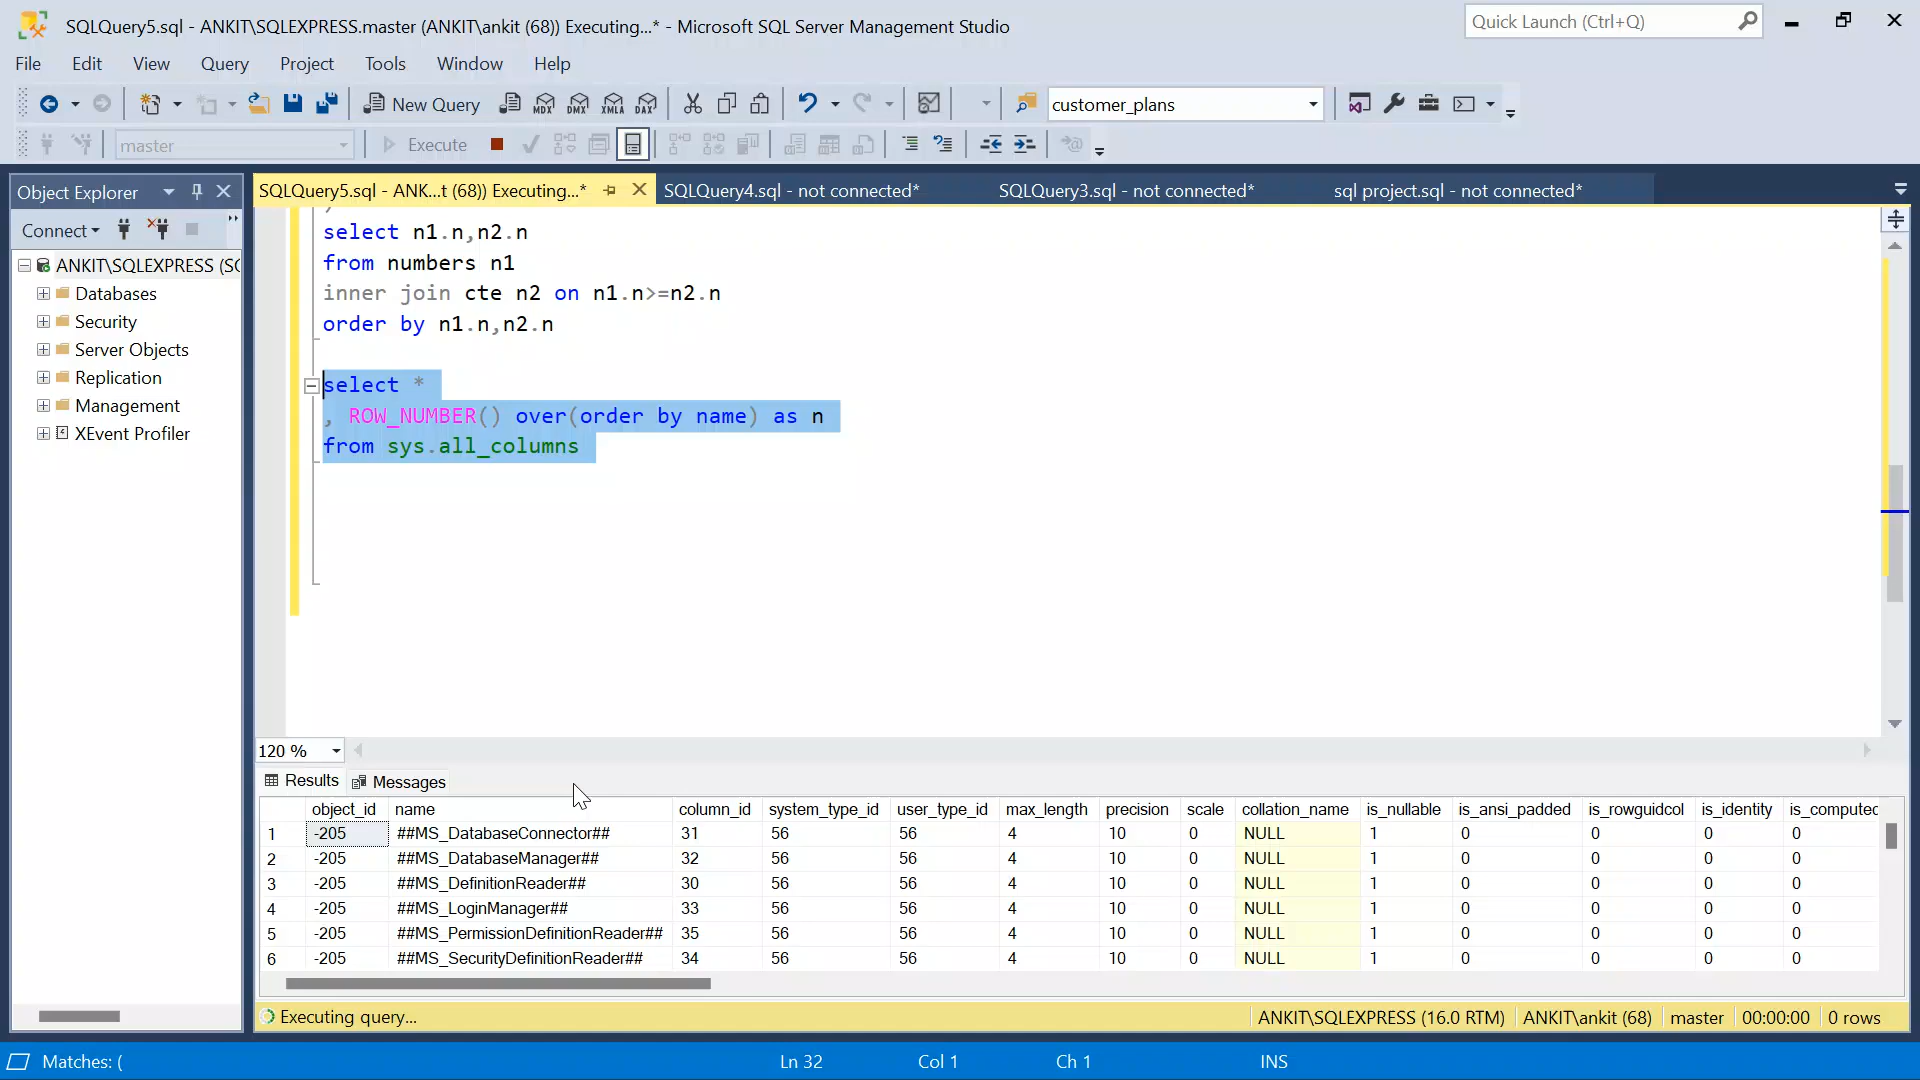 SQLQuery5.sql - ANKIT\SQLEXPRESS.master (ANKIT\ankit (68)) Executing...* - Microsoft SQL Server Management Studio
Quick Launch (Ctrl+Q)
File Edit View Query Project Tools Window Help
New Query MDX DMX XMLA DAX customer_plans
master Execute
Object Explorer
SQLQuery5.sql - ANK...t (68)) Executing...* SQLQuery4.sql - not connected* SQLQuery3.sql - not connected* sql project.sql - not connected*
Connect
ANKIT\SQLEXPRESS (SQ
Databases
Security
Server Objects
Replication
Management
XEvent Profiler
select n1.n,n2.n
from numbers n1
inner join cte n2 on n1.n>=n2.n
order by n1.n,n2.n
select *
, ROW_NUMBER() over(order by name) as n
from sys.all_columns
120 %
Results Messages
object_id name column_id system_type_id user_type_id max_length precision scale collation_name is_nullable is_ansi_padded is_rowguidcol is_identity is_computed
1 -205 ##MS_DatabaseConnector## 31 56 56 4 10 0 NULL 1 0 0 0 0
2 -205 ##MS_DatabaseManager## 32 56 56 4 10 0 NULL 1 0 0 0 0
3 -205 ##MS_DefinitionReader## 30 56 56 4 10 0 NULL 1 0 0 0 0
4 -205 ##MS_LoginManager## 33 56 56 4 10 0 NULL 1 0 0 0 0
5 -205 ##MS_PermissionDefinitionReader## 35 56 56 4 10 0 NULL 1 0 0 0 0
6 -205 ##MS_SecurityDefinitionReader## 34 56 56 4 10 0 NULL 1 0 0 0 0
Executing query... ANKIT\SQLEXPRESS (16.0 RTM) ANKIT\ankit (68) master 00:00:00 0 rows
Matches: ( Ln 32 Col 1 Ch 1 INS